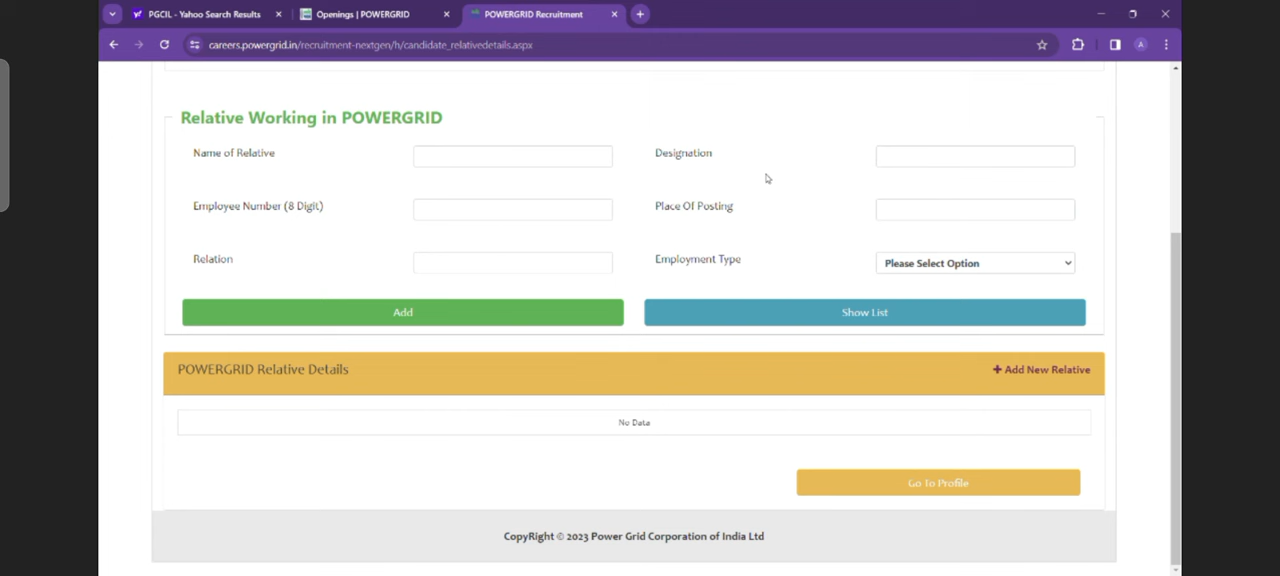 PGCIL - Yahoo Search Results
Openings | POWERGRID
POWERGRID Recruitment
careers.powergrid.in/recruitment-nextgen/h/candidate_relativedetails.aspx
A
Relative Working in POWERGRID
Name of Relative
Designation
Employee Number (8 Digit)
Place Of Posting
Relation
Employment Type
Please Select Option
Add
Show List
POWERGRID Relative Details
+ Add New Relative
No Data
Go To Profile
CopyRight © 2023 Power Grid Corporation of India Ltd